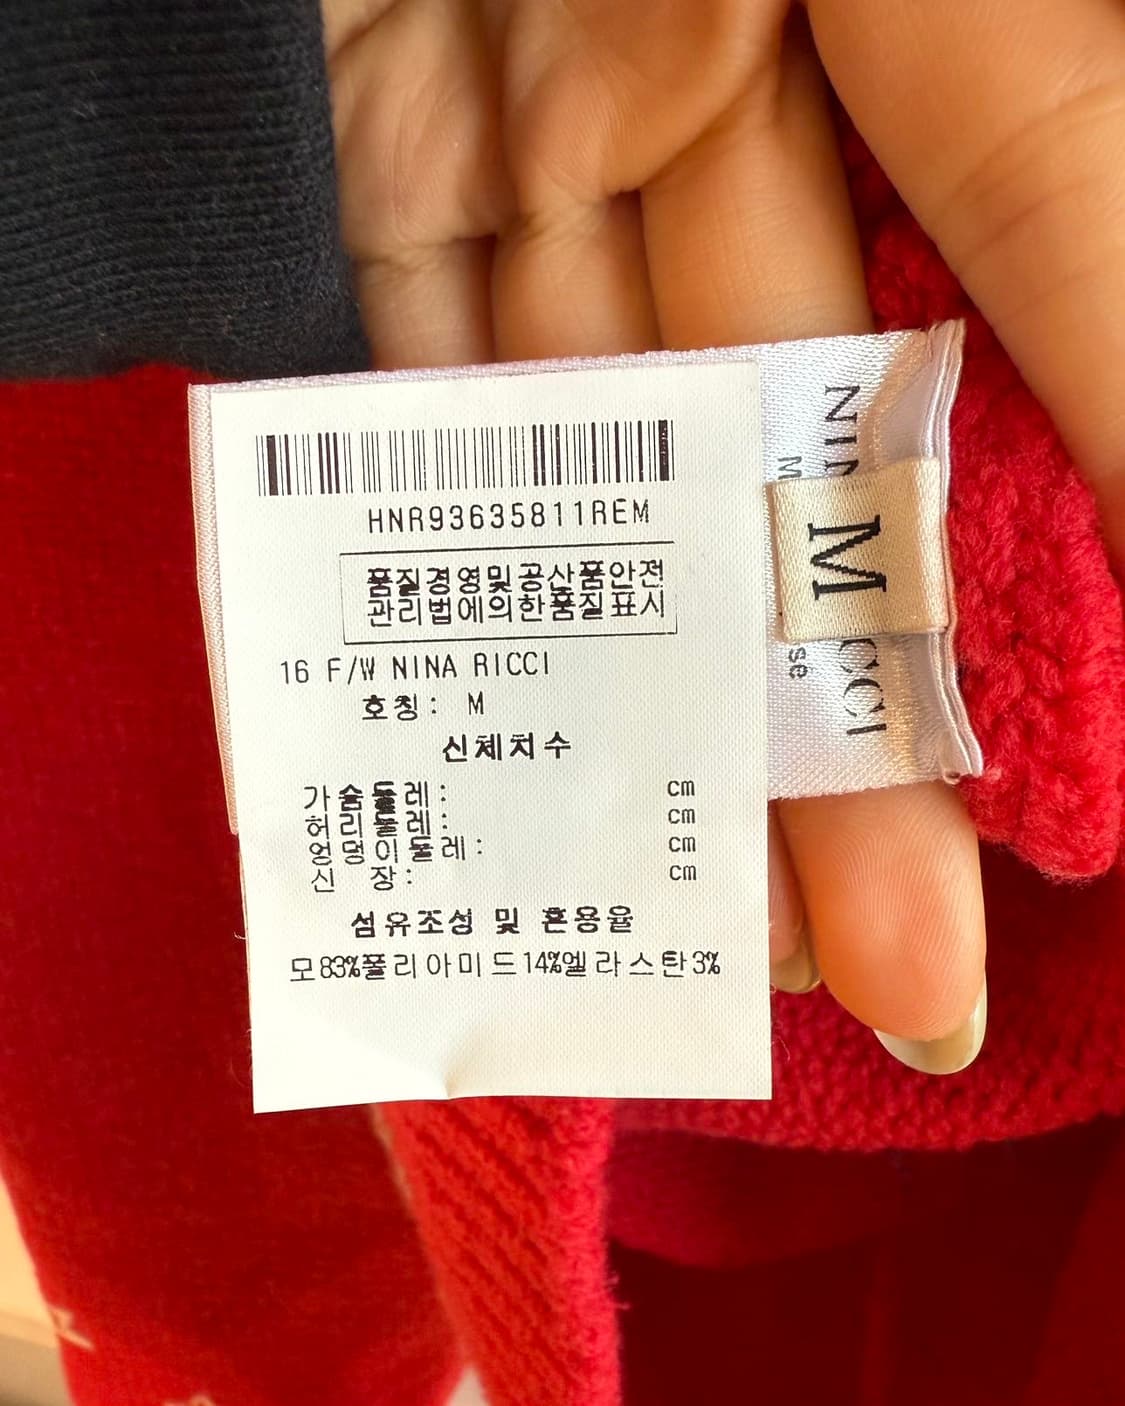 HNR93635811REM
품질경영및공산품안전
관리법에의한품질표시
16 F/W NINA RICCI
호칭: M
신체치수
가슴둘레: cm
허리둘레: cm
엉덩이둘레: cm
신 장: cm
섬유조성 및 혼용율
모83%폴리아미드14%엘라스탄3%
M